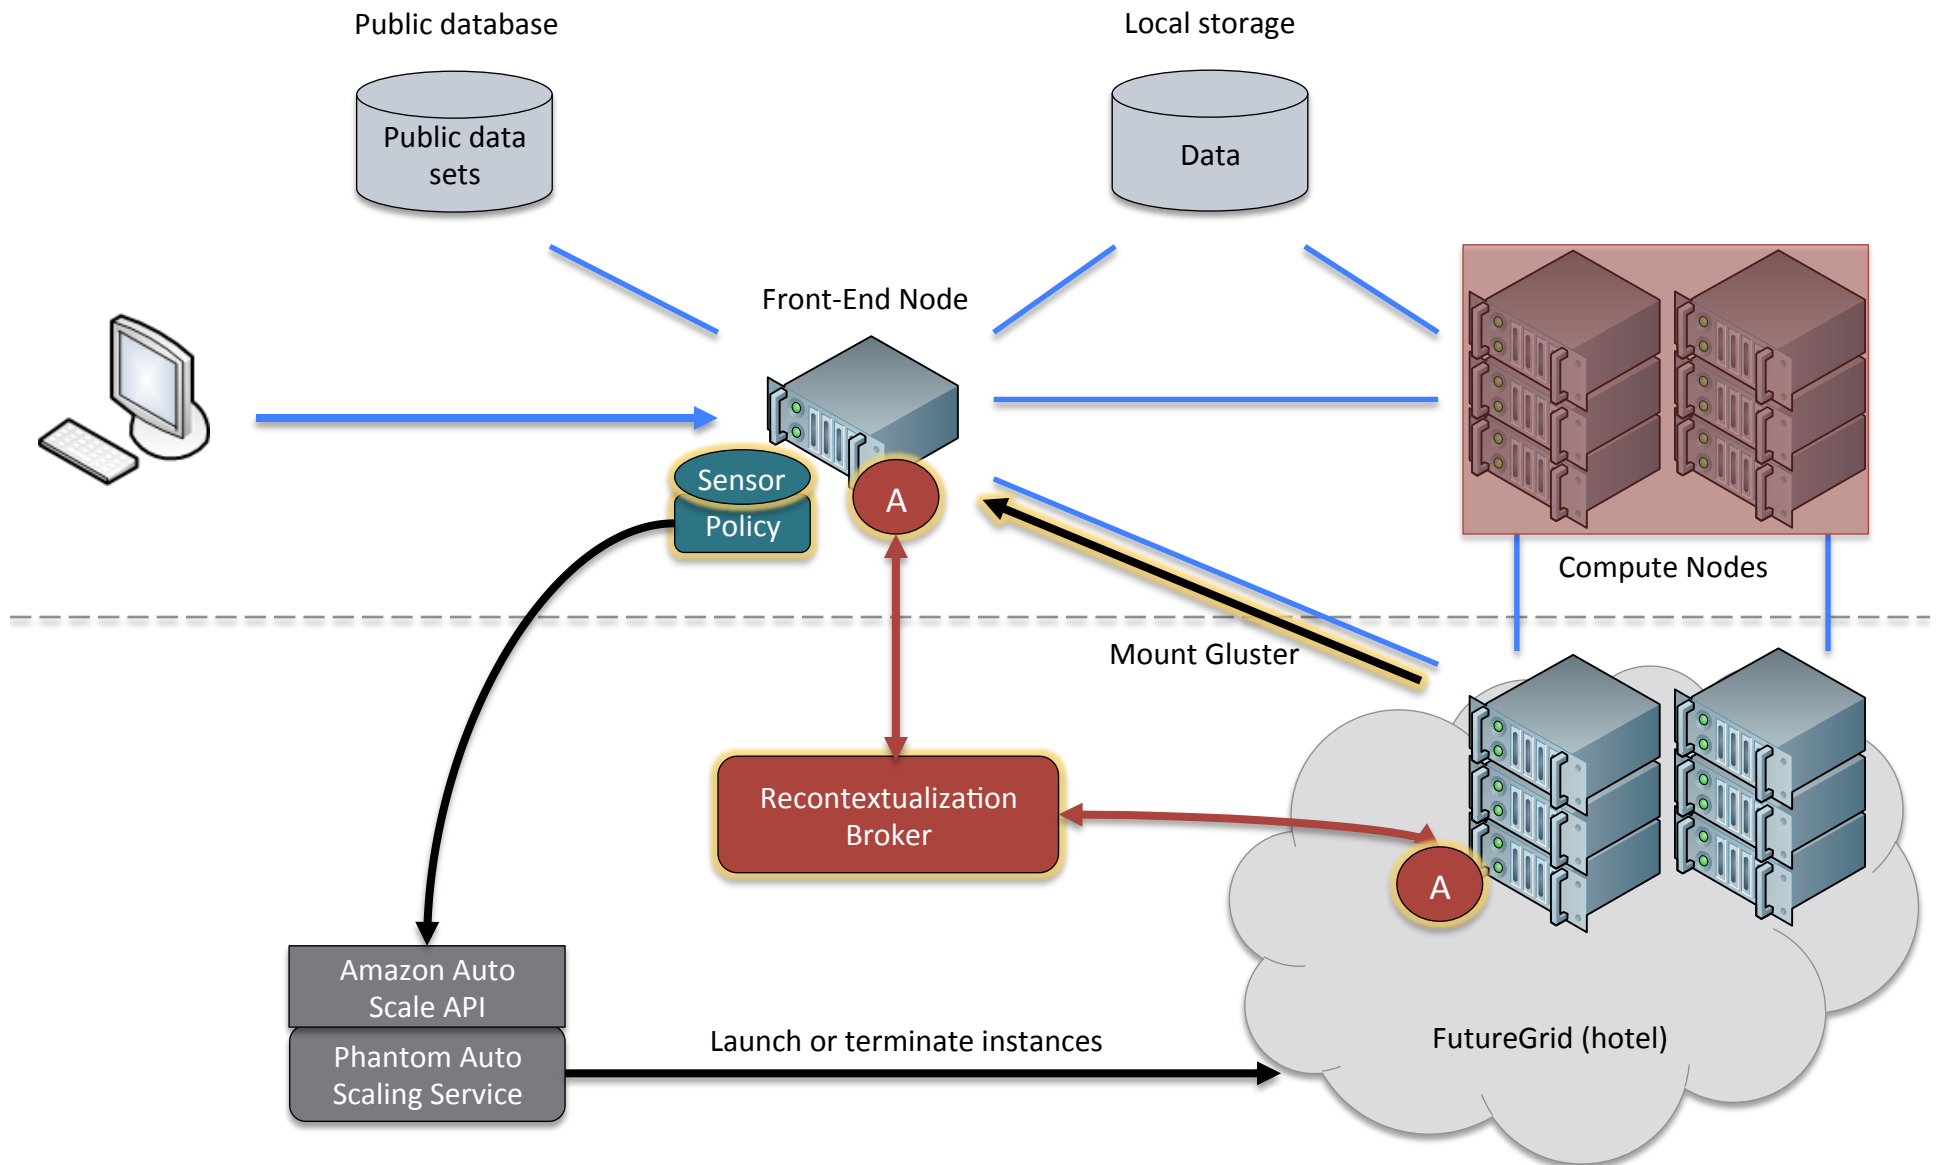 Public database
Local storage
Public data
sets
Data
Front-End Node
Sensor
Policy
A
Compute Nodes
Mount Gluster
Recontextualization
Broker
A
Amazon Auto
Scale API
Phantom Auto
Scaling Service
Launch or terminate instances
FutureGrid (hotel)